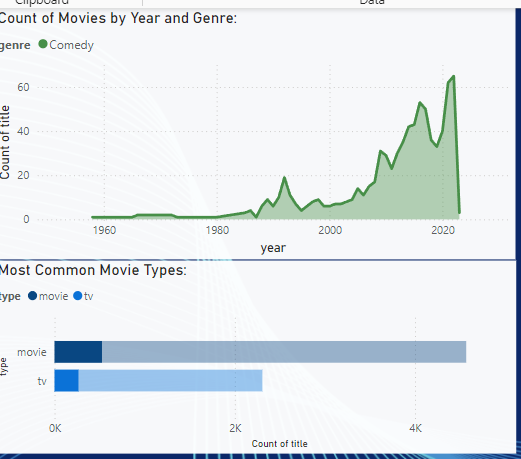 Clipboard Data
Count of Movies by Year and Genre:
genre Comedy
Count of title
60
40
20
0
1960 1980 2000 2020
year
Most Common Movie Types:
type movie tv
type
movie
tv
0K 2K 4K
Count of title